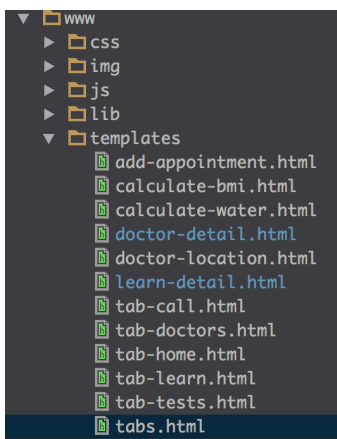 www
css
img
js
lib
templates
add-appointment.html
calculate-bmi.html
calculate-water.html
doctor-detail.html
doctor-location.html
learn-detail.html
tab-call.html
tab-doctors.html
tab-home.html
tab-learn.html
tab-tests.html
tabs.html